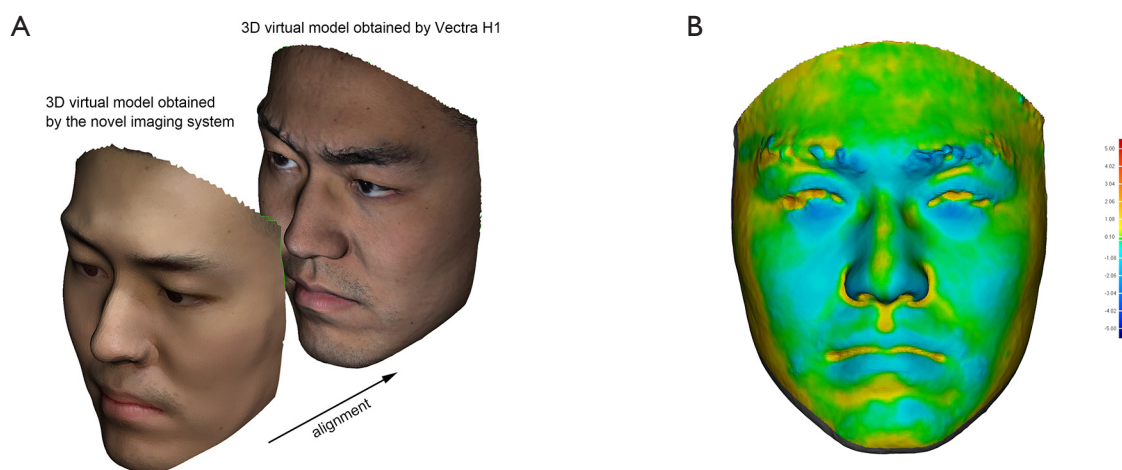 A
3D virtual model obtained by Vectra H1
3D virtual model obtained
by the novel imaging system
alignment
B
5.00
4.02
3.04
2.06
1.08
0.10
-1.08
-2.06
-3.04
-4.02
-5.00